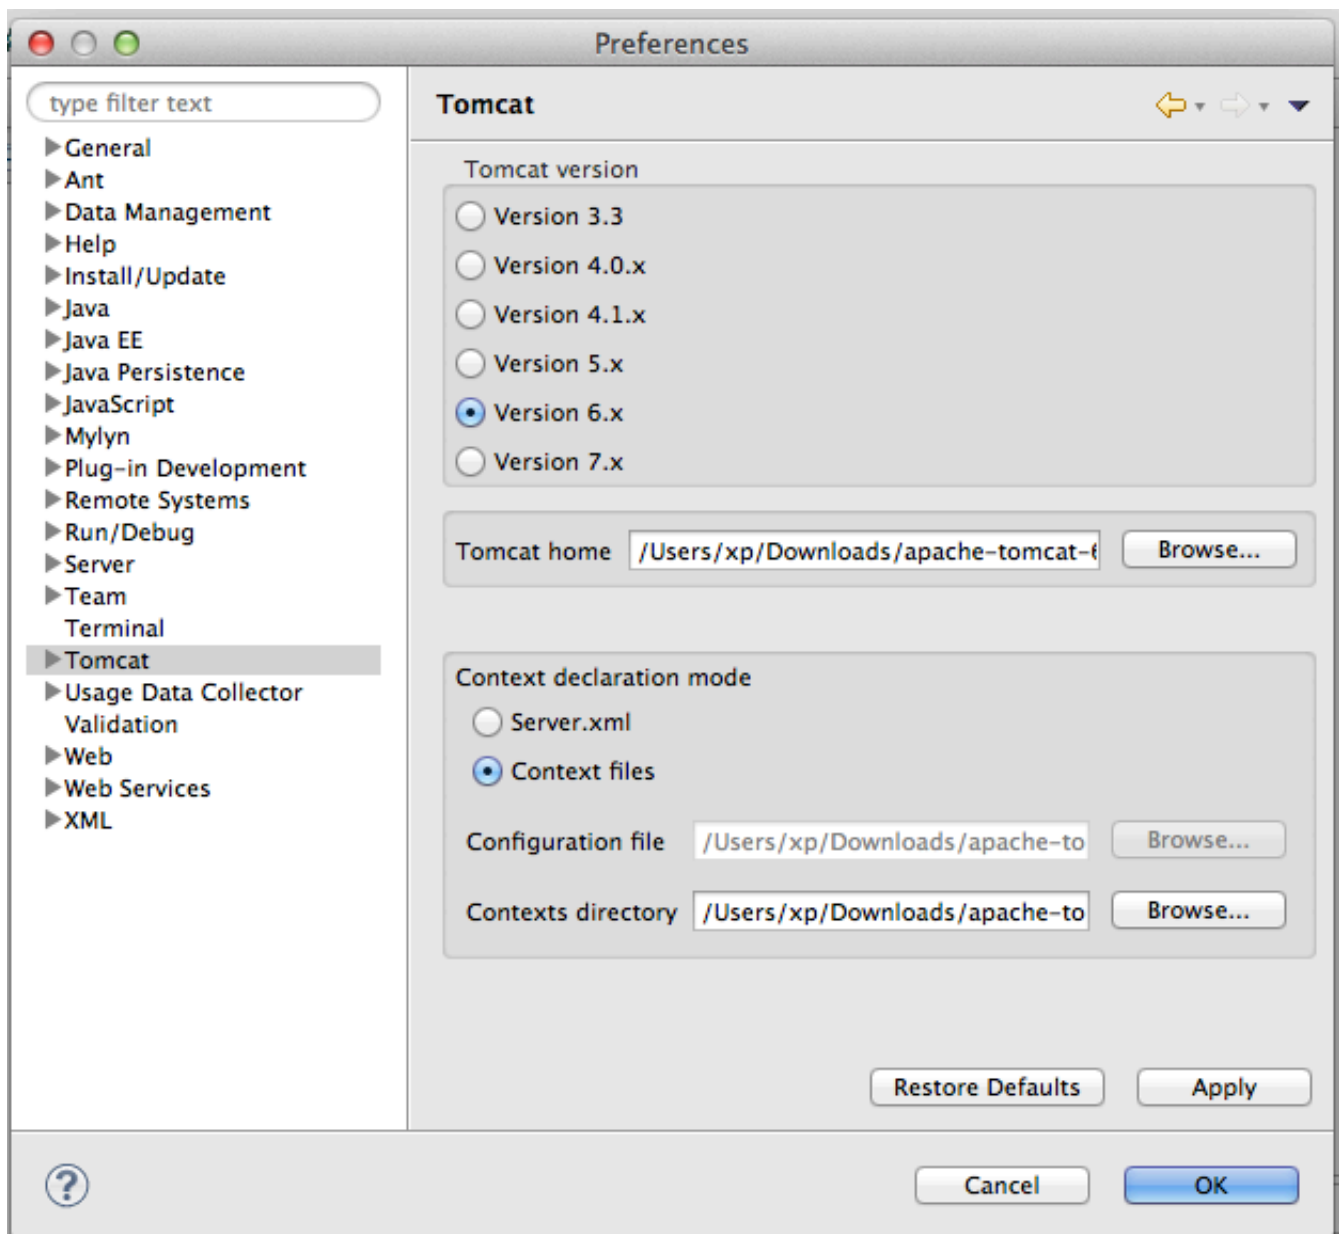 Preferences
type filter text
General
Ant
Data Management
Help
Install/Update
Java
Java EE
Java Persistence
JavaScript
Mylyn
Plug-in Development
Remote Systems
Run/Debug
Server
Team
Terminal
Tomcat
Usage Data Collector
Validation
Web
Web Services
XML
Tomcat
Tomcat version
Version 3.3
Version 4.0.x
Version 4.1.x
Version 5.x
Version 6.x
Version 7.x
Tomcat home /Users/xp/Downloads/apache-tomcat-6 Browse...
Context declaration mode
Server.xml
Context files
Configuration file /Users/xp/Downloads/apache-to Browse...
Contexts directory /Users/xp/Downloads/apache-to Browse...
Restore Defaults Apply
? Cancel OK